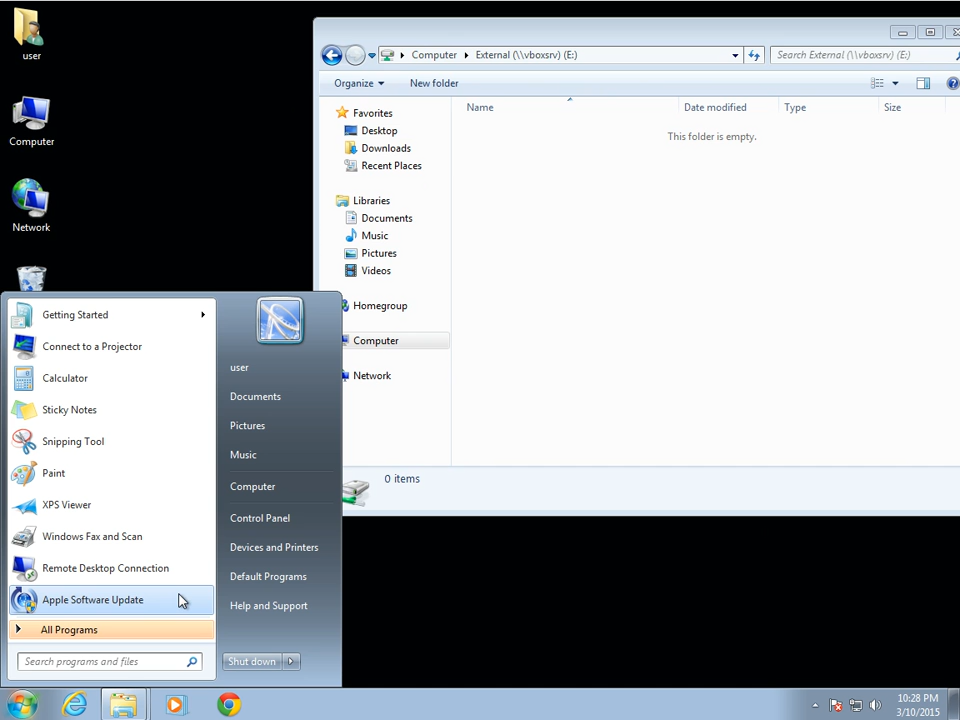 user
Computer
Network
Computer
External (\\vboxsrv) (E:)
Search External (\\vboxsrv) (E:)
Organize
New folder
Name
Date modified
Type
Size
This folder is empty.
Favorites
Desktop
Downloads
Recent Places
Libraries
Documents
Music
Pictures
Videos
Homegroup
Computer
Network
0 items
Getting Started
Connect to a Projector
Calculator
Sticky Notes
Snipping Tool
Paint
XPS Viewer
Windows Fax and Scan
Remote Desktop Connection
Apple Software Update
All Programs
Search programs and files
user
Documents
Pictures
Music
Computer
Control Panel
Devices and Printers
Default Programs
Help and Support
Shut down
10:28 PM
3/10/2015